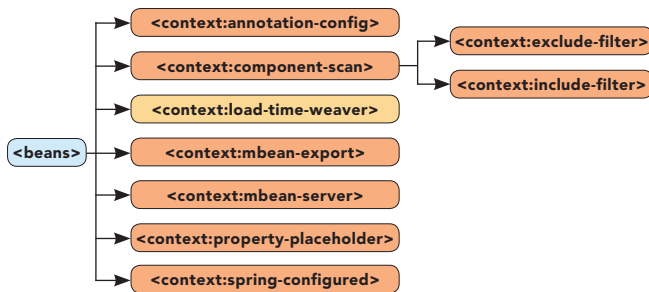 <context:annotation-config>
<context:component-scan>
<context:exclude-filter>
<context:include-filter>
<context:load-time-weaver>
<beans>
<context:mbean-export>
<context:mbean-server>
<context:property-placeholder>
<context:spring-configured>